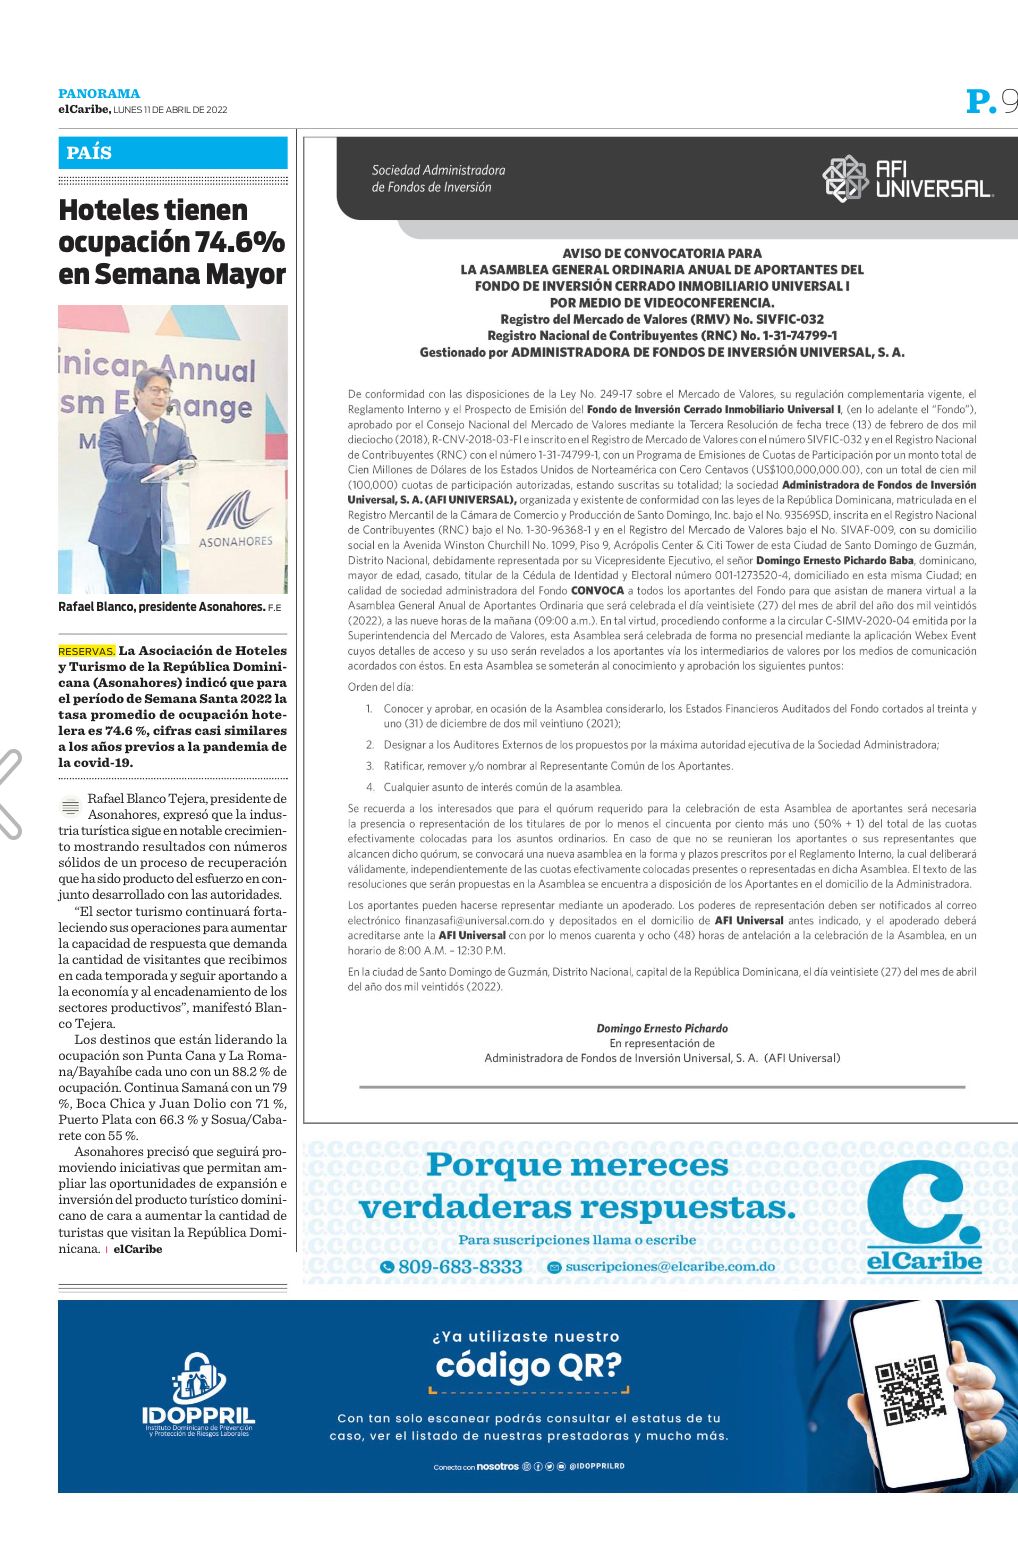 PANORAMA
elCaribe, LUNES 11 DE ABRIL DE 2022
P. 9
PAÍS
Hoteles tienen
ocupación 74.6%
en Semana Mayor
inican Annual
sm E hange
M
ASONAHORES
Rafael Blanco, presidente Asonahores. F.E
RESERVAS. La Asociación de Hoteles
y Turismo de la República Domini-
cana (Asonahores) indicó que para
el período de Semana Santa 2022 la
tasa promedio de ocupación hote-
lera es 74.6 %, cifras casi similares
a los años previos a la pandemia de
la covid-19.
Rafael Blanco Tejera, presidente de
Asonahores, expresó que la indus-
tria turística sigue en notable crecimien-
to mostrando resultados con números
sólidos de un proceso de recuperación
que ha sido producto del esfuerzo en con-
junto desarrollado con las autoridades.
“El sector turismo continuará forta-
leciendo sus operaciones para aumentar
la capacidad de respuesta que demanda
la cantidad de visitantes que recibimos
en cada temporada y seguir aportando a
la economía y al encadenamiento de los
sectores productivos”, manifestó Blan-
co Tejera.
Los destinos que están liderando la
ocupación son Punta Cana y La Roma-
na/Bayahíbe cada uno con un 88.2 % de
ocupación. Continua Samaná con un 79
%, Boca Chica y Juan Dolio con 71 %,
Puerto Plata con 66.3 % y Sosua/Caba-
rete con 55 %.
Asonahores precisó que seguirá pro-
moviendo iniciativas que permitan am-
pliar las oportunidades de expansión e
inversión del producto turístico domini-
cano de cara a aumentar la cantidad de
turistas que visitan la República Domi-
nicana. | elCaribe
Sociedad Administradora
de Fondos de Inversión
AFI
UNIVERSAL
AVISO DE CONVOCATORIA PARA
LA ASAMBLEA GENERAL ORDINARIA ANUAL DE APORTANTES DEL
FONDO DE INVERSIÓN CERRADO INMOBILIARIO UNIVERSAL I
POR MEDIO DE VIDEOCONFERENCIA.
Registro del Mercado de Valores (RMV) No. SIVFIC-032
Registro Nacional de Contribuyentes (RNC) No. 1-31-74799-1
Gestionado por ADMINISTRADORA DE FONDOS DE INVERSIÓN UNIVERSAL, S. A.
De conformidad con las disposiciones de la Ley No. 249-17 sobre el Mercado de Valores, su regulación complementaria vigente, el
Reglamento Interno y el Prospecto de Emisión del Fondo de Inversión Cerrado Inmobiliario Universal I, (en lo adelante el “Fondo”),
aprobado por el Consejo Nacional del Mercado de Valores mediante la Tercera Resolución de fecha trece (13) de febrero de dos mil
dieciocho (2018), R-CNV-2018-03-FI e inscrito en el Registro de Mercado de Valores con el número SIVFIC-032 y en el Registro Nacional
de Contribuyentes (RNC) con el número 1-31-74799-1, con un Programa de Emisiones de Cuotas de Participación por un monto total de
Cien Millones de Dólares de los Estados Unidos de Norteamérica con Cero Centavos (US$100,000,000.00), con un total de cien mil
(100,000) cuotas de participación autorizadas, estando suscritas su totalidad; la sociedad Administradora de Fondos de Inversión
Universal, S. A. (AFI UNIVERSAL), organizada y existente de conformidad con las leyes de la República Dominicana, matriculada en el
Registro Mercantil de la Cámara de Comercio y Producción de Santo Domingo, Inc. bajo el No. 93569SD, inscrita en el Registro Nacional
de Contribuyentes (RNC) bajo el No. 1-30-96368-1 y en el Registro del Mercado de Valores bajo el No. SIVAF-009, con su domicilio
social en la Avenida Winston Churchill No. 1099, Piso 9, Acrópolis Center & Citi Tower de esta Ciudad de Santo Domingo de Guzmán,
Distrito Nacional, debidamente representada por su Vicepresidente Ejecutivo, el señor Domingo Ernesto Pichardo Baba, dominicano,
mayor de edad, casado, titular de la Cédula de Identidad y Electoral número 001-1273520-4, domiciliado en esta misma Ciudad; en
calidad de sociedad administradora del Fondo CONVOCA a todos los aportantes del Fondo para que asistan de manera virtual a la
Asamblea General Anual de Aportantes Ordinaria que será celebrada el día veintisiete (27) del mes de abril del año dos mil veintidós
(2022), a las nueve horas de la mañana (09:00 a.m.). En tal virtud, procediendo conforme a la circular C-SIMV-2020-04 emitida por la
Superintendencia del Mercado de Valores, esta Asamblea será celebrada de forma no presencial mediante la aplicación Webex Event
cuyos detalles de acceso y su uso serán revelados a los aportantes vía los intermediarios de valores por los medios de comunicación
acordados con éstos. En esta Asamblea se someterán al conocimiento y aprobación los siguientes puntos:
Orden del día:
1. Conocer y aprobar, en ocasión de la Asamblea considerarlo, los Estados Financieros Auditados del Fondo cortados al treinta y
uno (31) de diciembre de dos mil veintiuno (2021);
2. Designar a los Auditores Externos de los propuestos por la máxima autoridad ejecutiva de la Sociedad Administradora;
3. Ratificar, remover y/o nombrar al Representante Común de los Aportantes.
4. Cualquier asunto de interés común de la asamblea.
Se recuerda a los interesados que para el quórum requerido para la celebración de esta Asamblea de aportantes será necesaria
la presencia o representación de los titulares de por lo menos el cincuenta por ciento más uno (50% + 1) del total de las cuotas
efectivamente colocadas para los asuntos ordinarios. En caso de que no se reunieran los aportantes o sus representantes que
alcancen dicho quórum, se convocará una nueva asamblea en la forma y plazos prescritos por el Reglamento Interno, la cual deliberará
válidamente, independientemente de las cuotas efectivamente colocadas presentes o representadas en dicha Asamblea. El texto de las
resoluciones que serán propuestas en la Asamblea se encuentra a disposición de los Aportantes en el domicilio de la Administradora.
Los aportantes pueden hacerse representar mediante un apoderado. Los poderes de representación deben ser notificados al correo
electrónico finanzasafi@universal.com.do y depositados en el domicilio de AFI Universal antes indicado, y el apoderado deberá
acreditarse ante la AFI Universal con por lo menos cuarenta y ocho (48) horas de antelación a la celebración de la Asamblea, en un
horario de 8:00 A.M. – 12:30 P.M.
En la ciudad de Santo Domingo de Guzmán, Distrito Nacional, capital de la República Dominicana, el día veintisiete (27) del mes de abril
del año dos mil veintidós (2022).
Domingo Ernesto Pichardo
En representación de
Administradora de Fondos de Inversión Universal, S. A. (AFI Universal)
Porque mereces
verdaderas respuestas.
Para suscripciones llama o escribe
809-683-8333 suscripciones@elcaribe.com.do
C.
elCaribe
IDOPPRIL
Instituto Dominicano de Prevención
y Protección de Riesgos Laborales
¿Ya utilizaste nuestro
código QR?
Con tan solo escanear podrás consultar el estatus de tu
caso, ver el listado de nuestras prestadoras y mucho más.
Conecta con nosotros @IDOPPRILRD